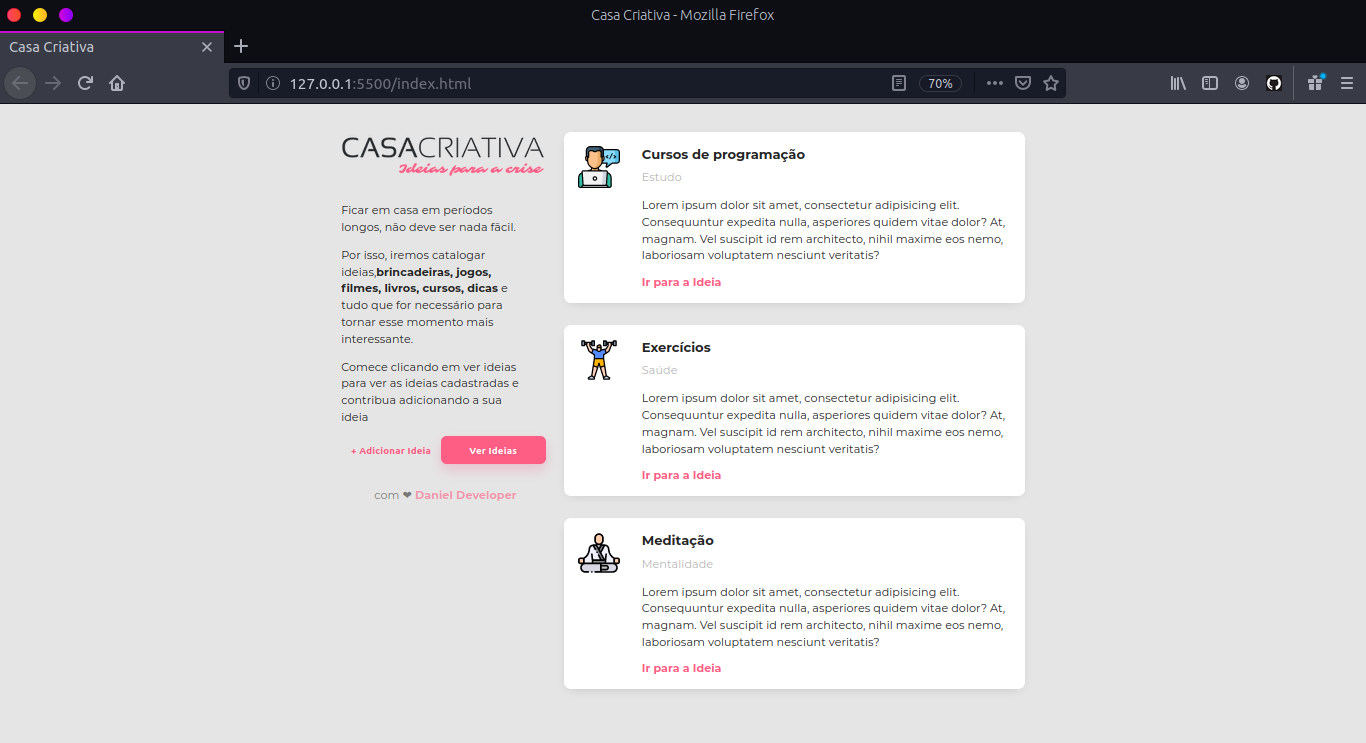 Casa Criativa - Mozilla Firefox
Casa Criativa
127.0.0.1:5500/index.html
70%
CASACRIATIVA
Ideias para a crise
Ficar em casa em períodos
longos, não deve ser nada fácil.
Por isso, iremos catalogar
ideias,brincadeiras, jogos,
filmes, livros, cursos, dicas e
tudo que for necessário para
tornar esse momento mais
interessante.
Comece clicando em ver ideias
para ver as ideias cadastradas e
contribua adicionando a sua
ideia
+ Adicionar Ideia
Ver Ideias
com ❤ Daniel Developer
Cursos de programação
Estudo
Lorem ipsum dolor sit amet, consectetur adipisicing elit.
Consequuntur expedita nulla, asperiores quidem vitae dolor? At,
magnam. Vel suscipit id rem architecto, nihil maxime eos nemo,
laboriosam voluptatem nesciunt veritatis?
Ir para a Ideia
Exercícios
Saúde
Lorem ipsum dolor sit amet, consectetur adipisicing elit.
Consequuntur expedita nulla, asperiores quidem vitae dolor? At,
magnam. Vel suscipit id rem architecto, nihil maxime eos nemo,
laboriosam voluptatem nesciunt veritatis?
Ir para a Ideia
Meditação
Mentalidade
Lorem ipsum dolor sit amet, consectetur adipisicing elit.
Consequuntur expedita nulla, asperiores quidem vitae dolor? At,
magnam. Vel suscipit id rem architecto, nihil maxime eos nemo,
laboriosam voluptatem nesciunt veritatis?
Ir para a Ideia